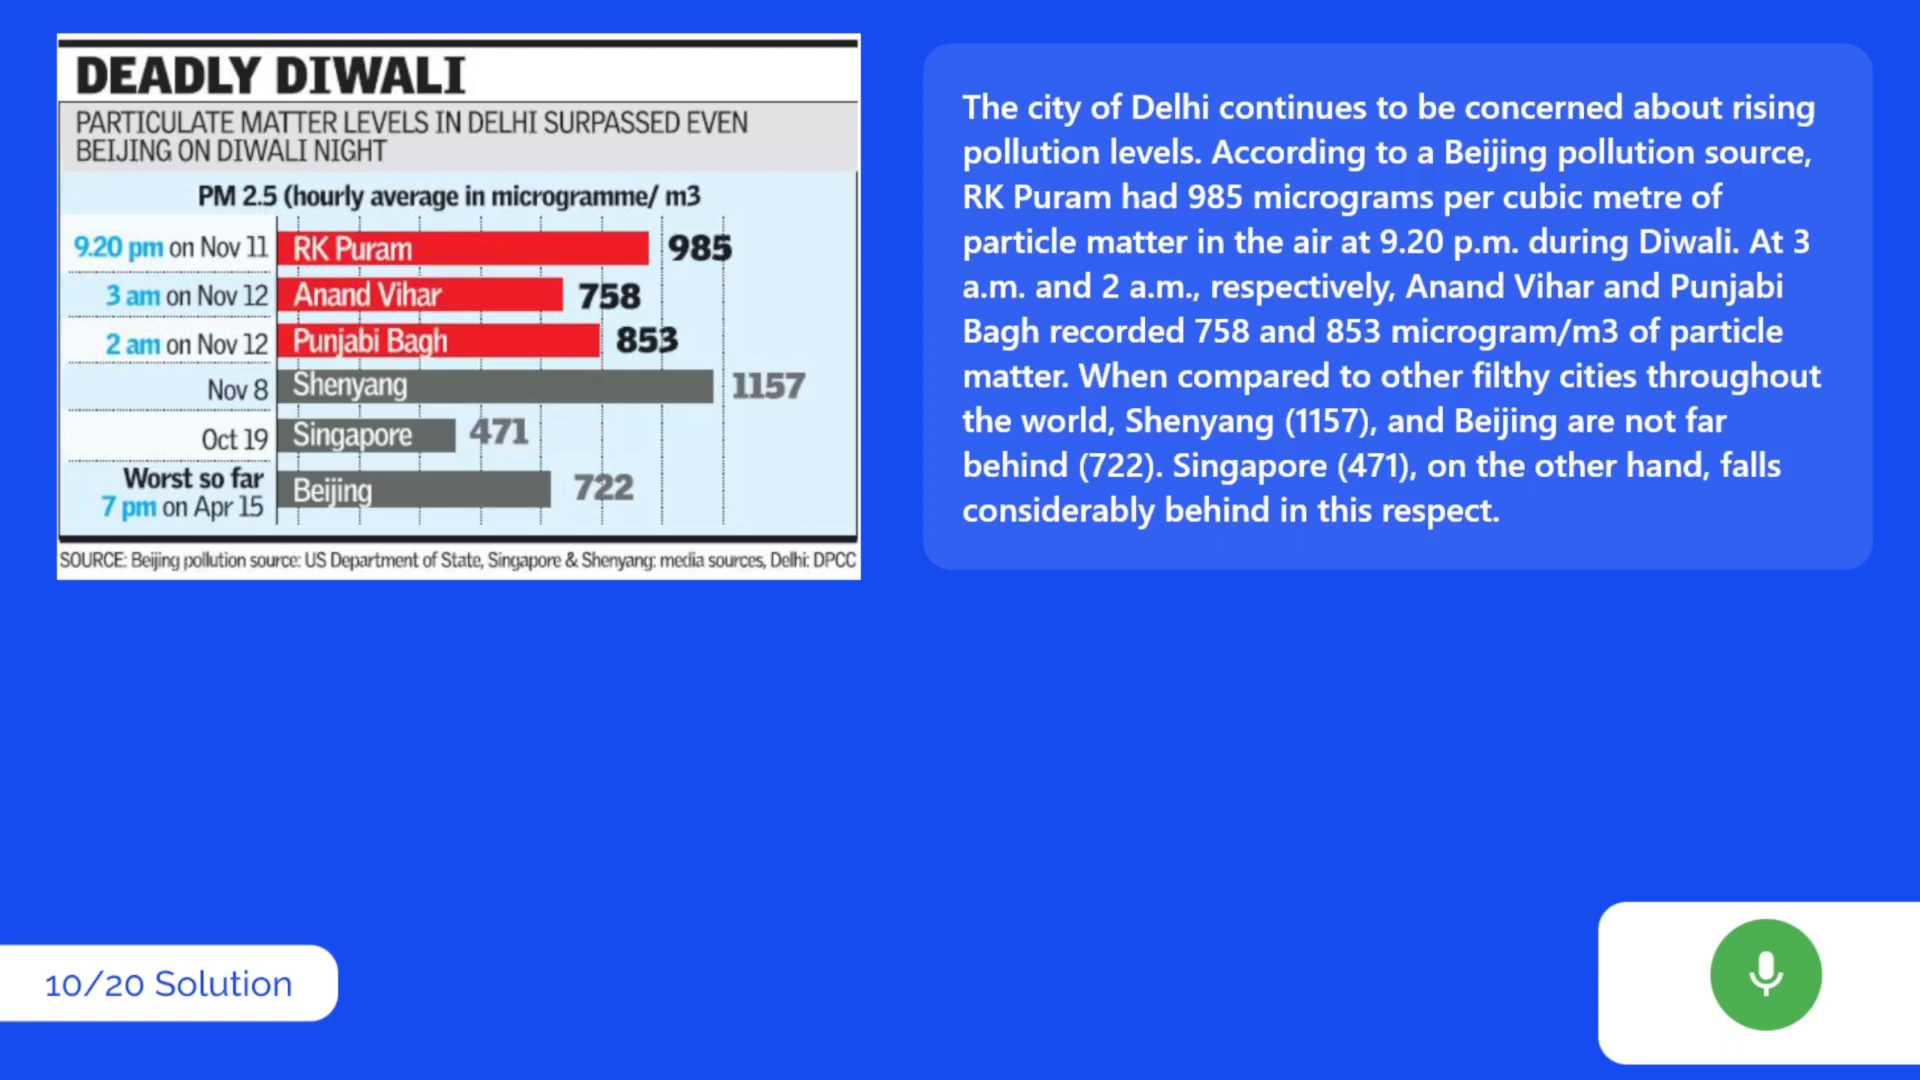 DEADLY DIWALI
PARTICULATE MATTER LEVELS IN DELHI SURPASSED EVEN
BEIJING ON DIWALI NIGHT
PM 2.5 (hourly average in microgramme/ m3
9.20 pm on Nov 11 RK Puram 985
3 am on Nov 12 Anand Vihar 758
2 am on Nov 12 Punjabi Bagh 853
Nov 8 Shenyang 1157
Oct 19 Singapore 471
Worst so far
7 pm on Apr 15 Beijing 722
SOURCE: Beijing pollution source: US Department of State, Singapore & Shenyang: media sources, Delhi: DPCC
The city of Delhi continues to be concerned about rising
pollution levels. According to a Beijing pollution source,
RK Puram had 985 micrograms per cubic metre of
particle matter in the air at 9.20 p.m. during Diwali. At 3
a.m. and 2 a.m., respectively, Anand Vihar and Punjabi
Bagh recorded 758 and 853 microgram/m3 of particle
matter. When compared to other filthy cities throughout
the world, Shenyang (1157), and Beijing are not far
behind (722). Singapore (471), on the other hand, falls
considerably behind in this respect.
10/20 Solution